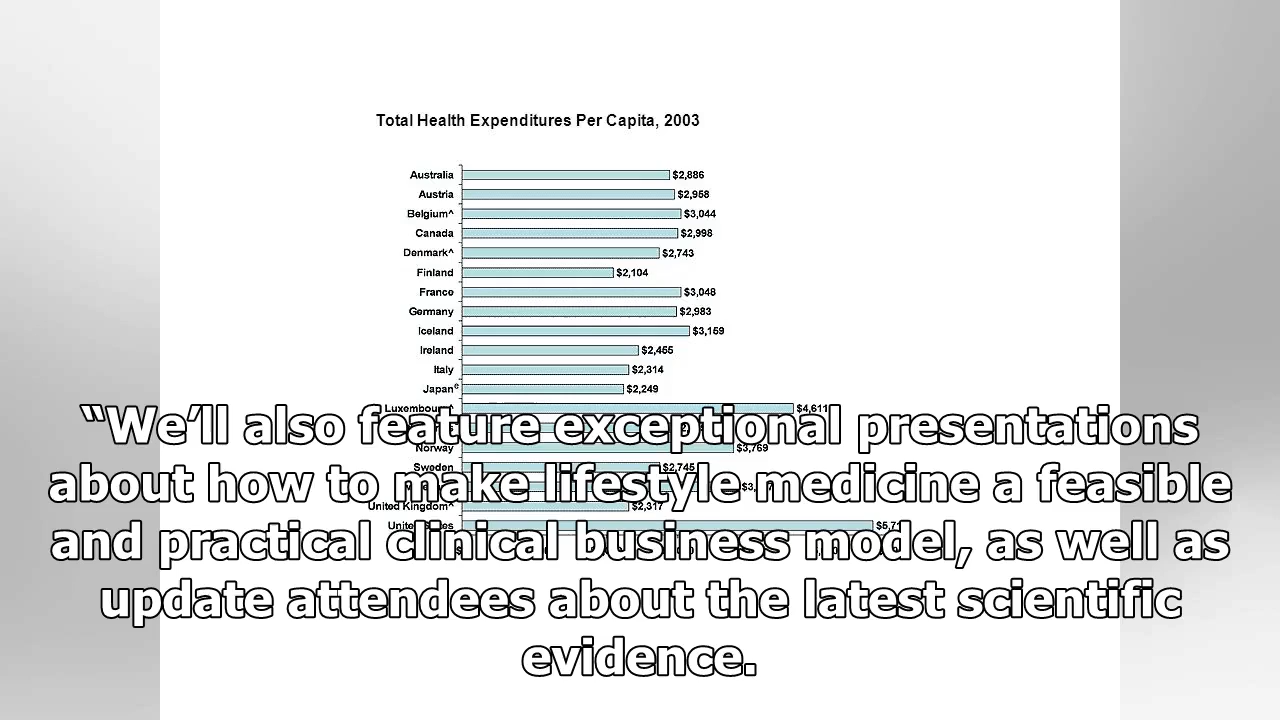 Total Health Expenditures Per Capita, 2003
Australia $2,886
Austria $2,958
Belgium^ $3,044
Canada $2,998
Denmark^ $2,743
Finland $2,104
France $3,048
Germany $2,983
Iceland $3,159
Ireland $2,455
Italy $2,314
Japanᵉ $2,249
$4,611
Norway $3,769
Sweden $2,745
United Kingdom^ $2,317
“We’ll also feature exceptional presentations
about how to make lifestyle medicine a feasible
and practical clinical business model, as well as
update attendees about the latest scientific
evidence.